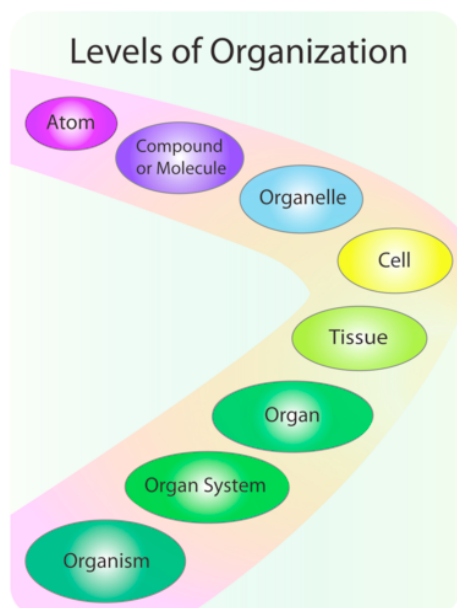 Levels of Organization
Atom
Compound
or Molecule
Organelle
Cell
Tissue
Organ
Organ System
Organism